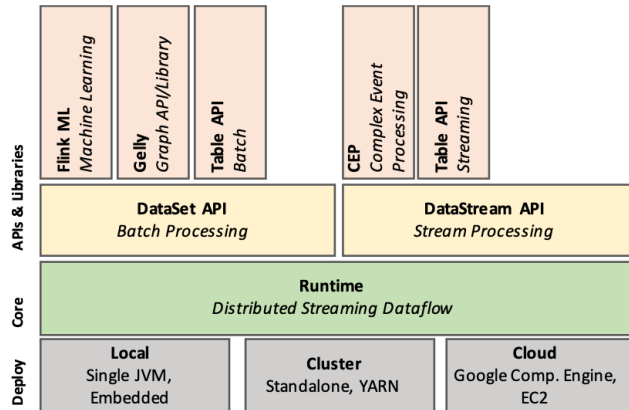 Flink ML
Machine Learning
Gelly
Graph API/Library
Table API
Batch
CEP
Complex Event
Processing
Table API
Streaming
APIs & Libraries
DataSet API
Batch Processing
DataStream API
Stream Processing
Core
Runtime
Distributed Streaming Dataflow
Deploy
Local
Single JVM,
Embedded
Cluster
Standalone, YARN
Cloud
Google Comp. Engine,
EC2